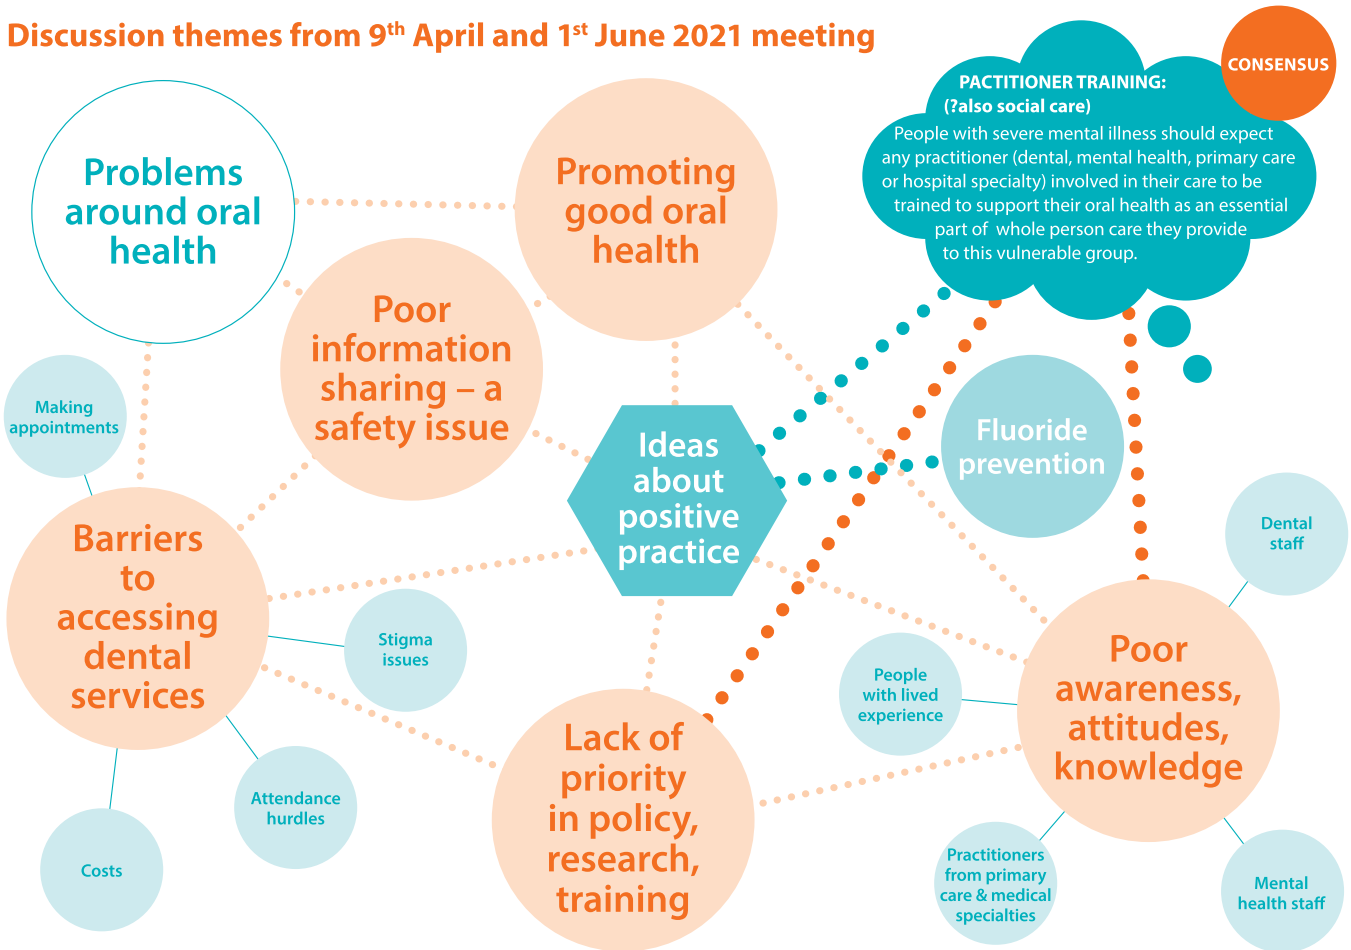 Discussion themes from 9th April and 1st June 2021 meeting
CONSENSUS
PACTITIONER TRAINING:
(?also social care)
People with severe mental illness should expect
any practitioner (dental, mental health, primary care
or hospital specialty) involved in their care to be
trained to support their oral health as an essential
part of whole person care they provide
to this vulnerable group.
Problems
around oral
health
Promoting
good oral
health
Poor
information
sharing – a
safety issue
Making
appointments
Ideas
about
positive
practice
Fluoride
prevention
Barriers
to
accessing
dental
services
Stigma
issues
Attendance
hurdles
Costs
Lack of
priority
in policy,
research,
training
Dental
staff
People
with lived
experience
Poor
awareness,
attitudes,
knowledge
Practitioners
from primary
care & medical
specialties
Mental
health staff